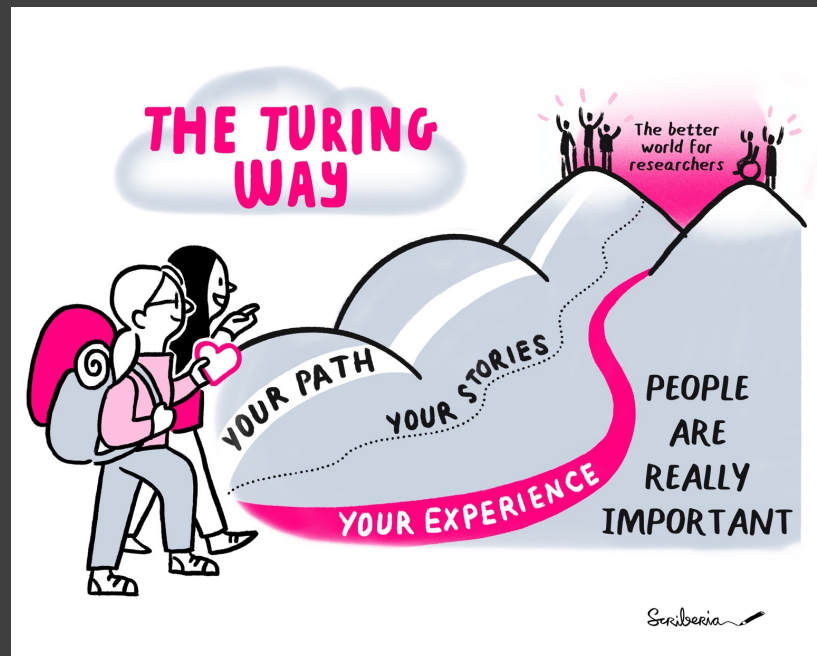 THE TURING
WAY
The better
world for
researchers
YOUR PATH
YOUR STORIES
YOUR EXPERIENCE
PEOPLE
ARE
REALLY
IMPORTANT
Scriberia